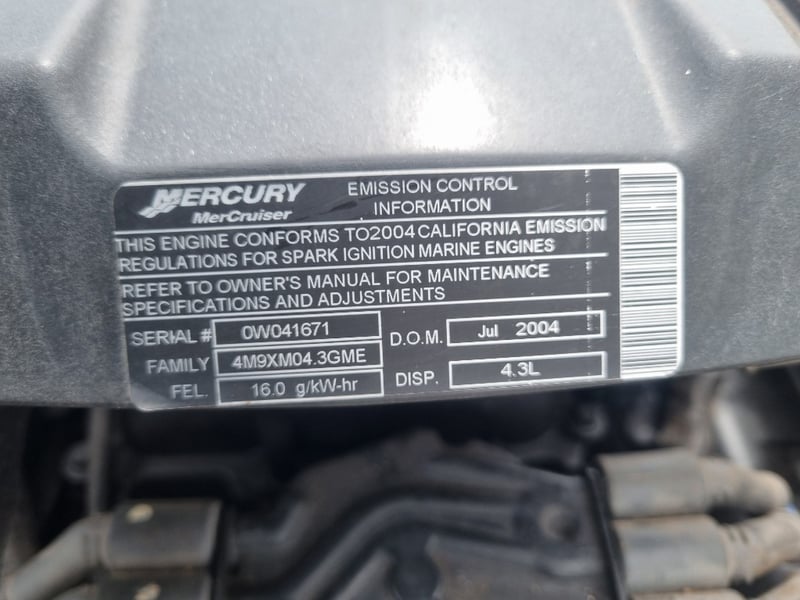 MERCURY
MerCruiser
EMISSION CONTROL
INFORMATION
THIS ENGINE CONFORMS TO 2004 CALIFORNIA EMISSION
REGULATIONS FOR SPARK IGNITION MARINE ENGINES
REFER TO OWNER'S MANUAL FOR MAINTENANCE
SPECIFICATIONS AND ADJUSTMENTS
SERIAL # 0W041671
D.O.M. Jul 2004
FAMILY 4M9XM04.3GME
DISP. 4.3L
FEL. 16.0 g/kW-hr